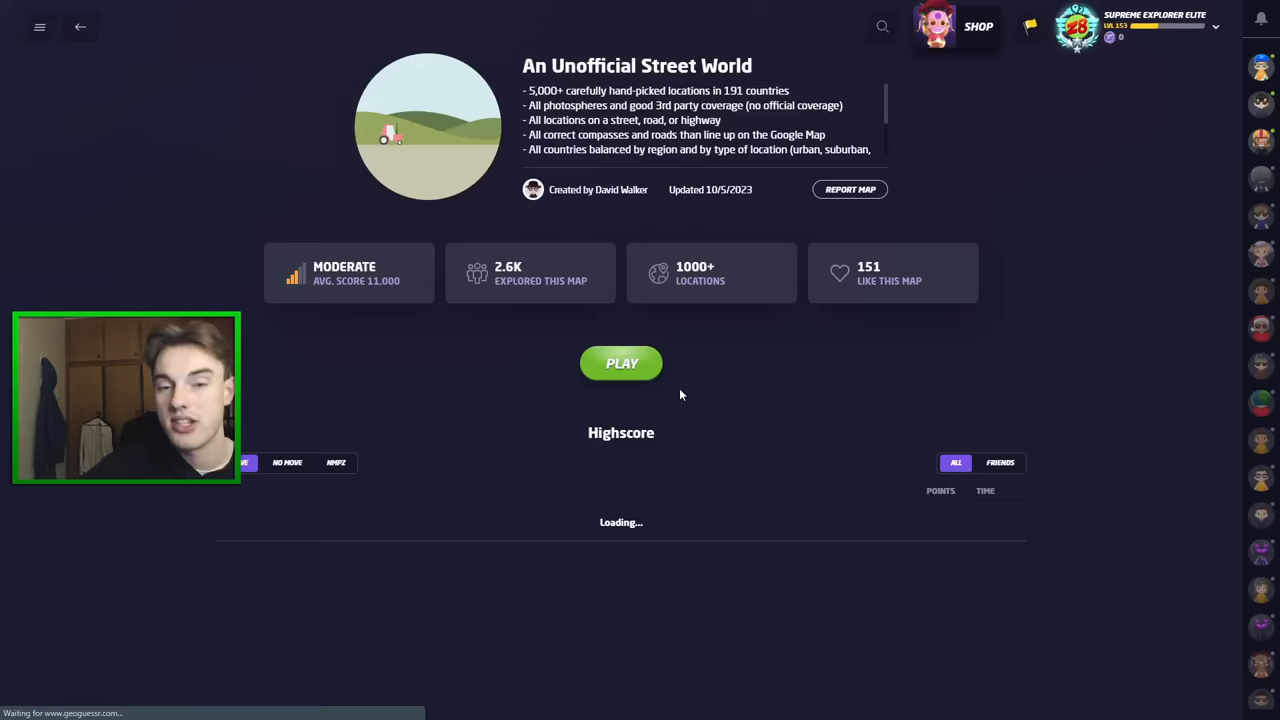 SHOP
SUPREME EXPLORER ELITE
LVL 153
0
An Unofficial Street World
- 5,000+ carefully hand-picked locations in 191 countries
- All photospheres and good 3rd party coverage (no official coverage)
- All locations on a street, road, or highway
- All correct compasses and roads than line up on the Google Map
- All countries balanced by region and by type of location (urban, suburban,
Created by David Walker
Updated 10/5/2023
REPORT MAP
MODERATE
AVG. SCORE 11,000
2.6K
EXPLORED THIS MAP
1000+
LOCATIONS
151
LIKE THIS MAP
PLAY
Highscore
VE
NO MOVE
NMPZ
ALL
FRIENDS
POINTS
TIME
Loading...
Waiting for www.geoguessr.com...